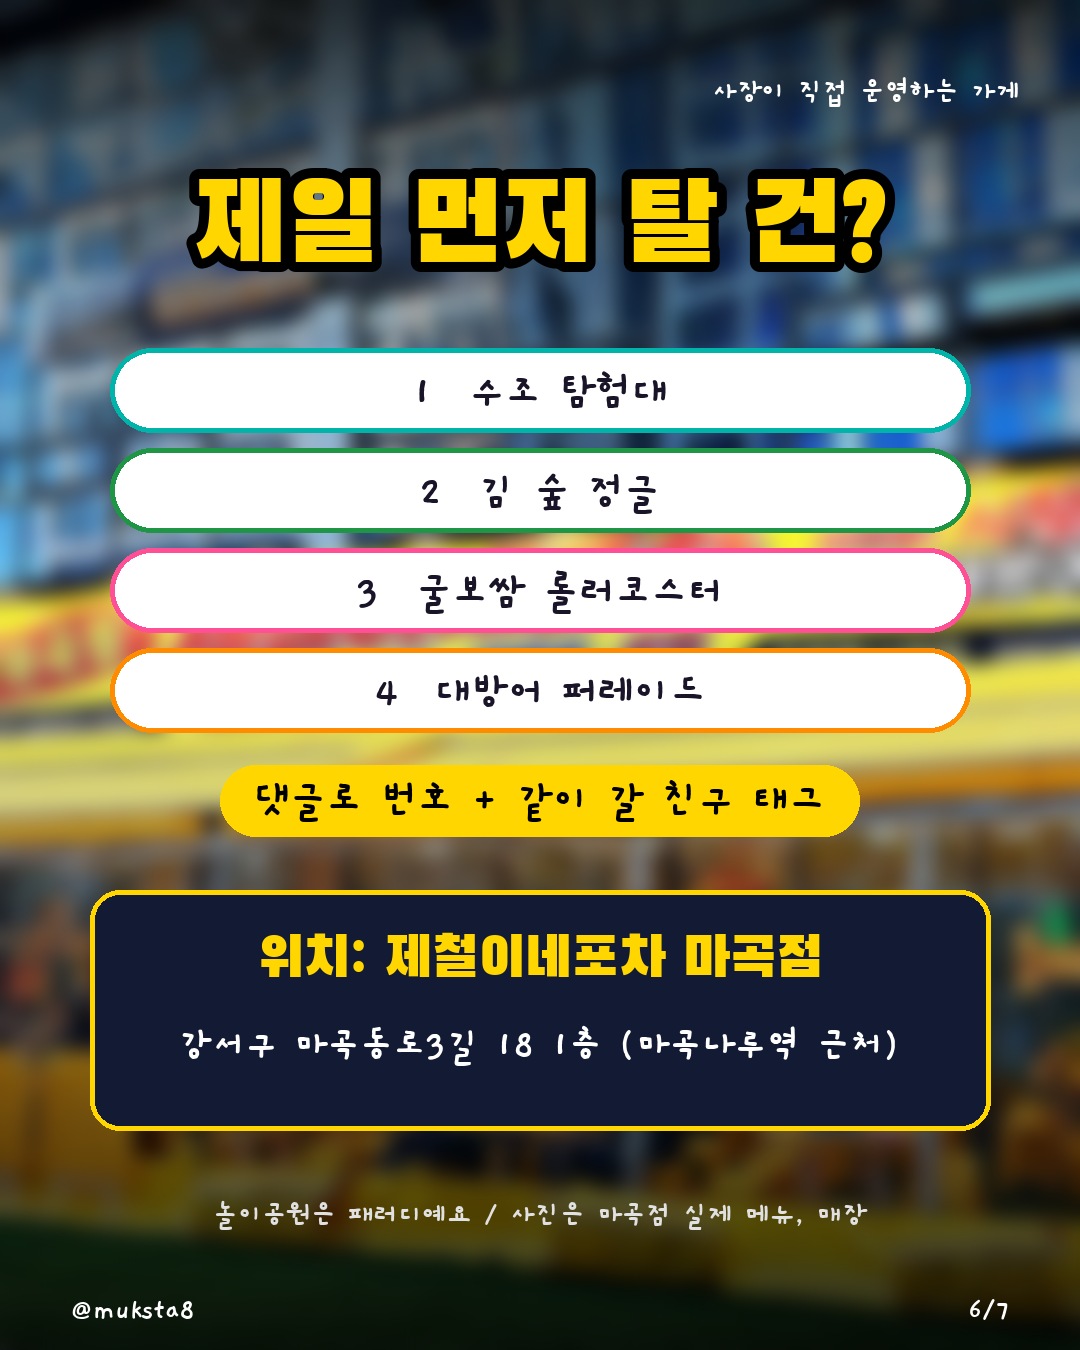 사장이 직접 운영하는 가게
제일 먼저 탈 건?
1 수조 탐험대
2 김 숲 정글
3 굴보쌈 롤러코스터
4 대방어 퍼레이드
댓글로 번호 + 같이 갈 친구 태그
위치: 제철이네포차 마곡점
강서구 마곡동로3길 18 1층 (마곡나루역 근처)
놀이공원은 패러디예요 / 사진은 마곡점 실제 메뉴, 매장
@muksta8
6/7